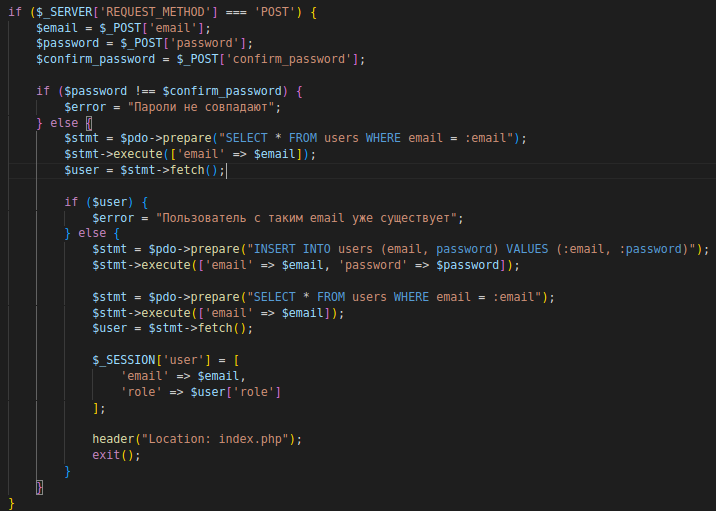 if ($_SERVER['REQUEST_METHOD'] === 'POST') {
    $email = $_POST['email'];
    $password = $_POST['password'];
    $confirm_password = $_POST['confirm_password'];

    if ($password !== $confirm_password) {
        $error = "Пароли не совпадают";
    } else {
        $stmt = $pdo->prepare("SELECT * FROM users WHERE email = :email");
        $stmt->execute(['email' => $email]);
        $user = $stmt->fetch();

        if ($user) {
            $error = "Пользователь с таким email уже существует";
        } else {
            $stmt = $pdo->prepare("INSERT INTO users (email, password) VALUES (:email, :password)");
            $stmt->execute(['email' => $email, 'password' => $password]);

            $stmt = $pdo->prepare("SELECT * FROM users WHERE email = :email");
            $stmt->execute(['email' => $email]);
            $user = $stmt->fetch();

            $_SESSION['user'] = [
                'email' => $email,
                'role' => $user['role']
            ];

            header("Location: index.php");
            exit();
        }
    }
}